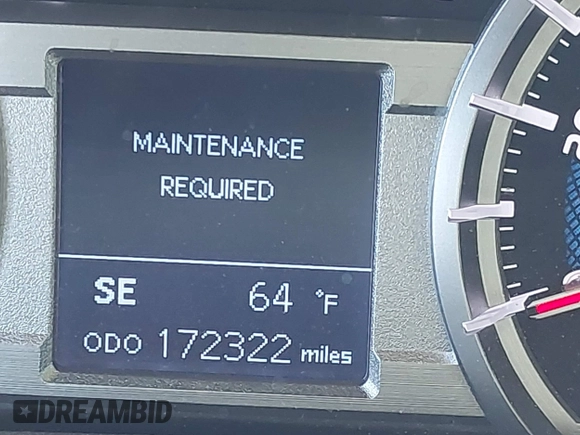 MAINTENANCE
REQUIRED
SE 64 °F
ODO 172322 miles
DREAMBID